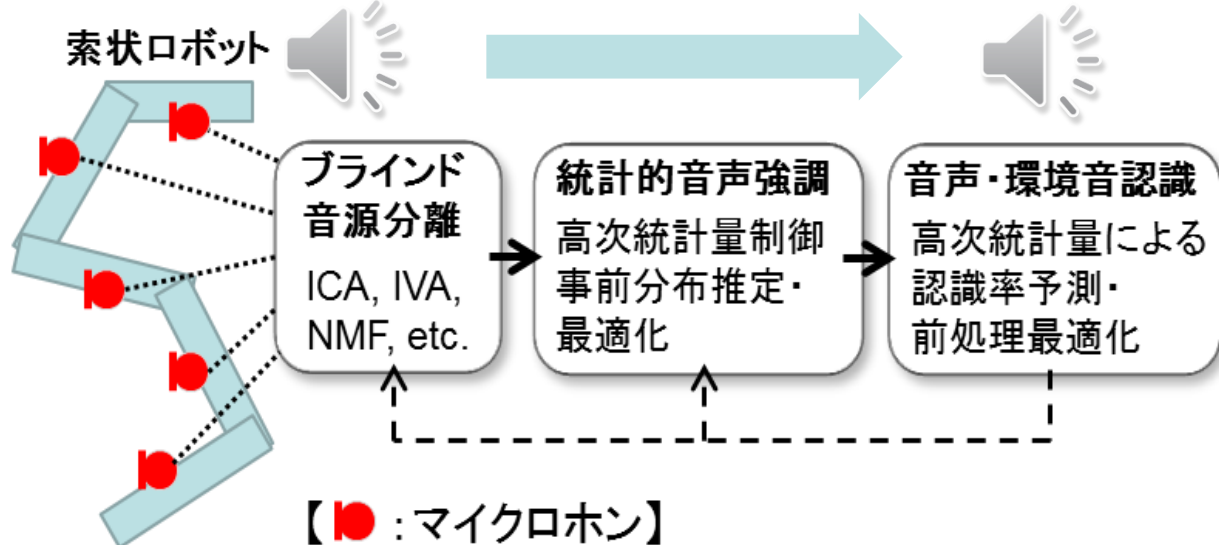 索状ロボット
ブラインド
音源分離
ICA, IVA,
NMF, etc.
統計的音声強調
高次統計量制御
事前分布推定・
最適化
音声・環境音認識
高次統計量による
認識率予測・
前処理最適化
【 : マイクロホン】